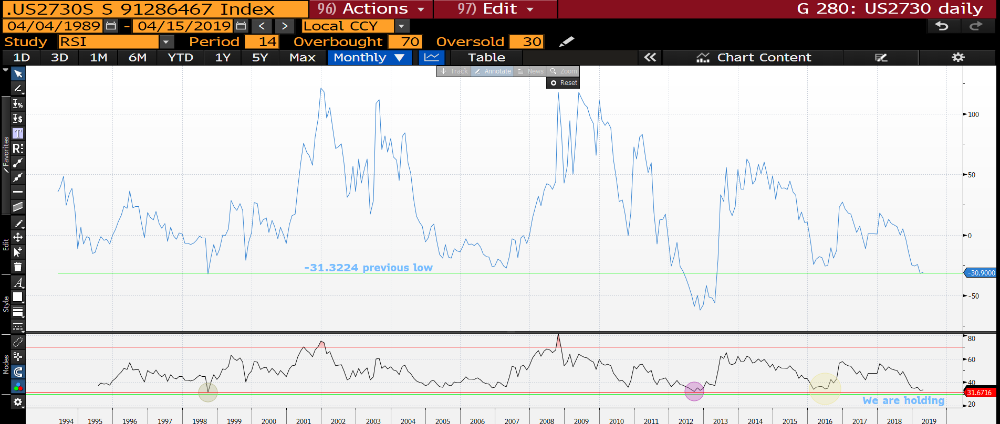 .US2730S S 91286467 Index 96) Actions 97) Edit G 280: US2730 daily
04/04/1989 - 04/15/2019 < > Local CCY
Study RSI Period 14 Overbought 70 Oversold 30
1D 3D 1M 6M YTD 1Y 5Y Max Monthly ▼ Table « Chart Content
Track Annotate News Zoom
Reset
%
$
T
R
Favorites
Edit
A
Style
Modes
100
50
0
-30.9000
-50
-31.3224 previous low
80
60
40
31.6716
20
We are holding
1994 1995 1996 1997 1998 1999 2000 2001 2002 2003 2004 2005 2006 2007 2008 2009 2010 2011 2012 2013 2014 2015 2016 2017 2018 2019